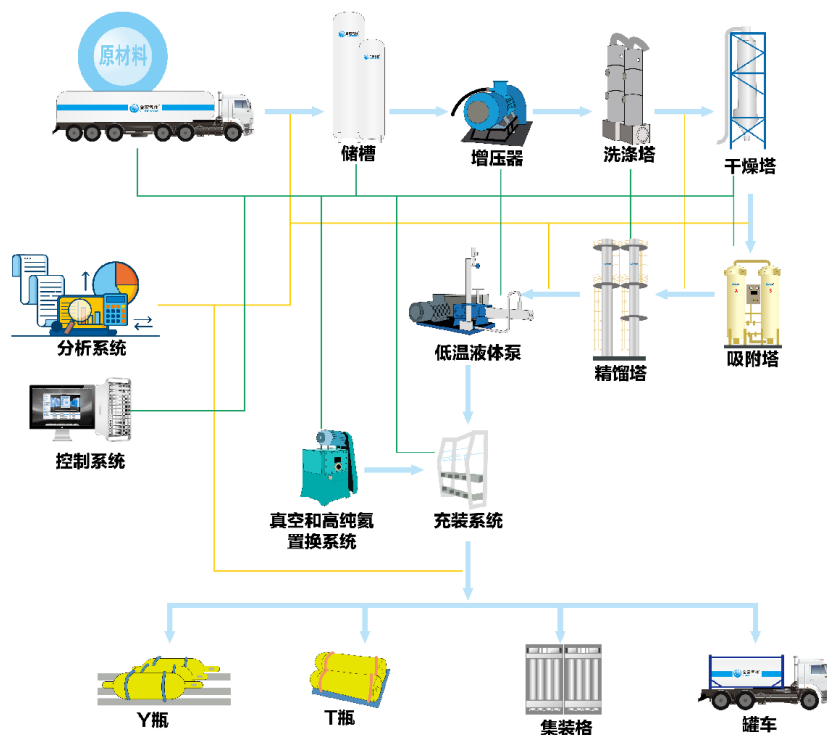 原材料
储槽
增压器
洗涤塔
干燥塔
分析系统
低温液体泵
精馏塔
吸附塔
控制系统
真空和高纯氦
置换系统
充装系统
Y瓶
T瓶
集装格
罐车